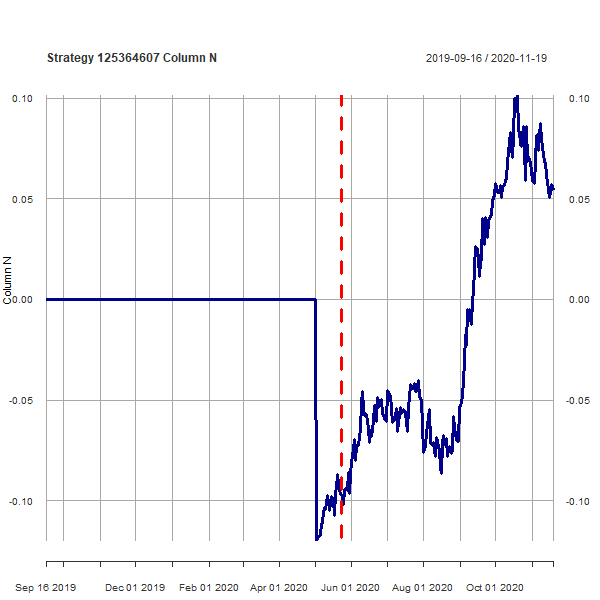 Strategy 125364607 Column N
2019-09-16 / 2020-11-19
0.10
0.10
0.05
0.05
Column N
0.00
0.00
-0.05
-0.05
-0.10
-0.10
Sep 16 2019
Dec 01 2019
Feb 01 2020
Apr 01 2020
Jun 01 2020
Aug 01 2020
Oct 01 2020